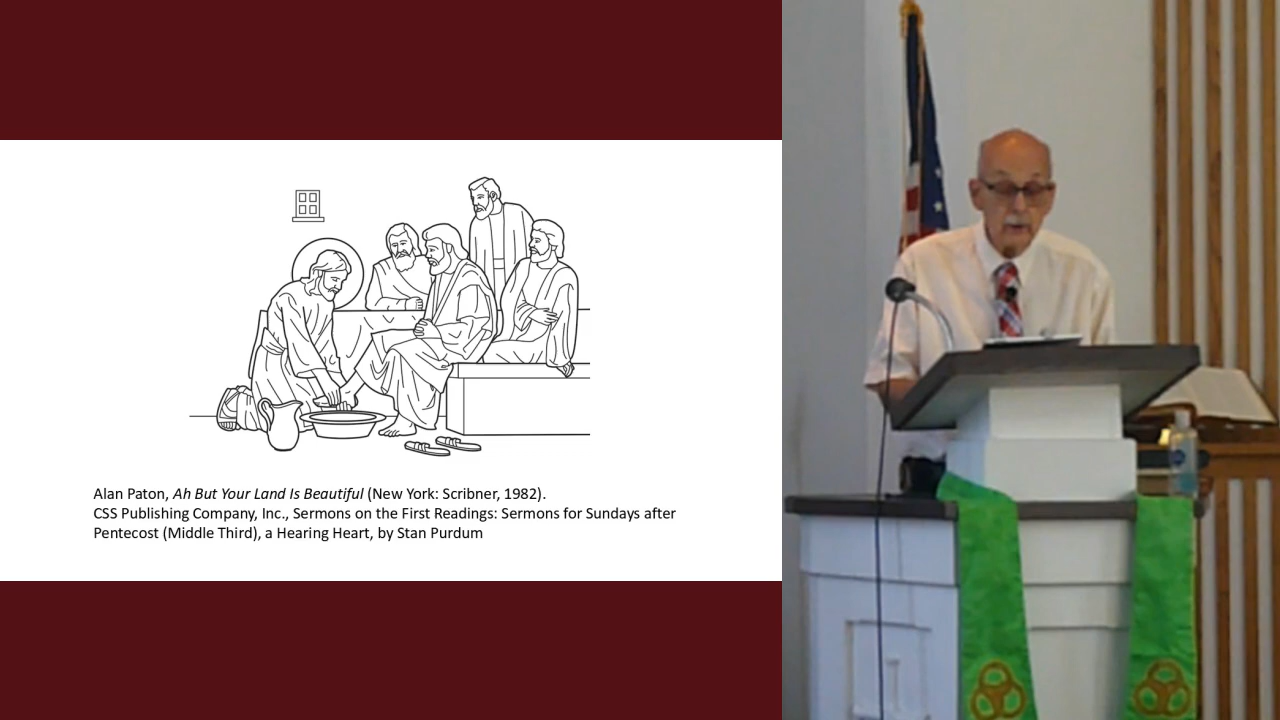 Alan Paton, Ah But Your Land Is Beautiful (New York: Scribner, 1982).
CSS Publishing Company, Inc., Sermons on the First Readings: Sermons for Sundays after
Pentecost (Middle Third), a Hearing Heart, by Stan Purdum